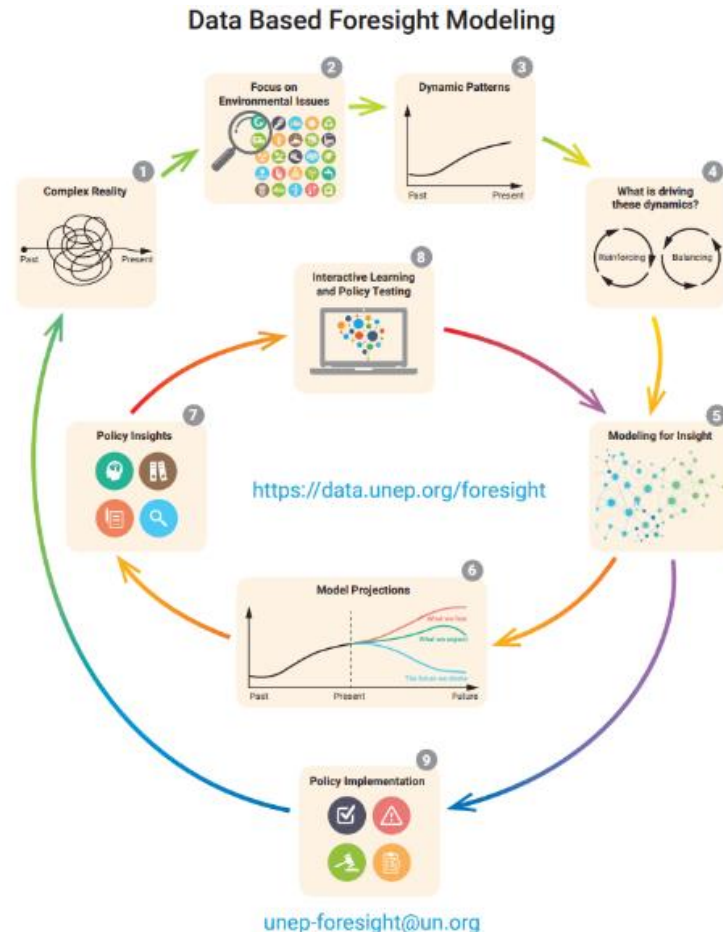 Data Based Foresight Modeling
1
Complex Reality
Past
Present
2
Focus on
Environmental Issues
3
Dynamic Patterns
Past
Present
4
What is driving
these dynamics?
Reinforcing
Balancing
5
Modeling for Insight
6
Model Projections
What we fear
What we expect
The future we desire
Past
Present
Future
7
Policy Insights
8
Interactive Learning
and Policy Testing
https://data.unep.org/foresight
9
Policy Implementation
unep-foresight@un.org